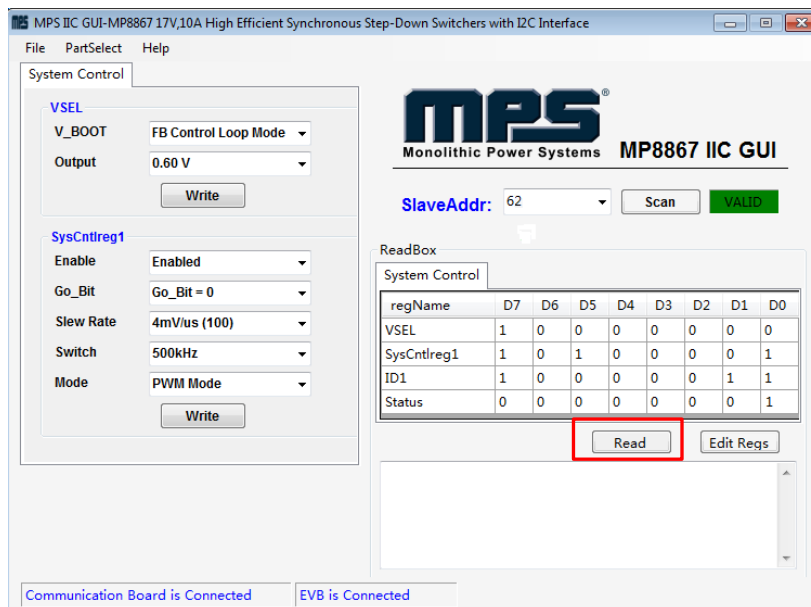 MPS IIC GUI-MP8867 17V,10A High Efficient Synchronous Step-Down Switchers with I2C Interface
File PartSelect Help
System Control
VSEL
V_BOOT FB Control Loop Mode
Output 0.60 V
Write
SysCntlreg1
Enable Enabled
Go_Bit Go_Bit = 0
Slew Rate 4mV/us (100)
Switch 500kHz
Mode PWM Mode
Write
mps®
Monolithic Power Systems MP8867 IIC GUI
SlaveAddr: 62 Scan VALID
ReadBox
System Control
regName D7 D6 D5 D4 D3 D2 D1 D0
VSEL 1 0 0 0 0 0 0 0
SysCntlreg1 1 0 1 0 0 0 0 1
ID1 1 0 0 0 0 0 1 1
Status 0 0 0 0 0 0 0 1
Read Edit Regs
Communication Board is Connected EVB is Connected